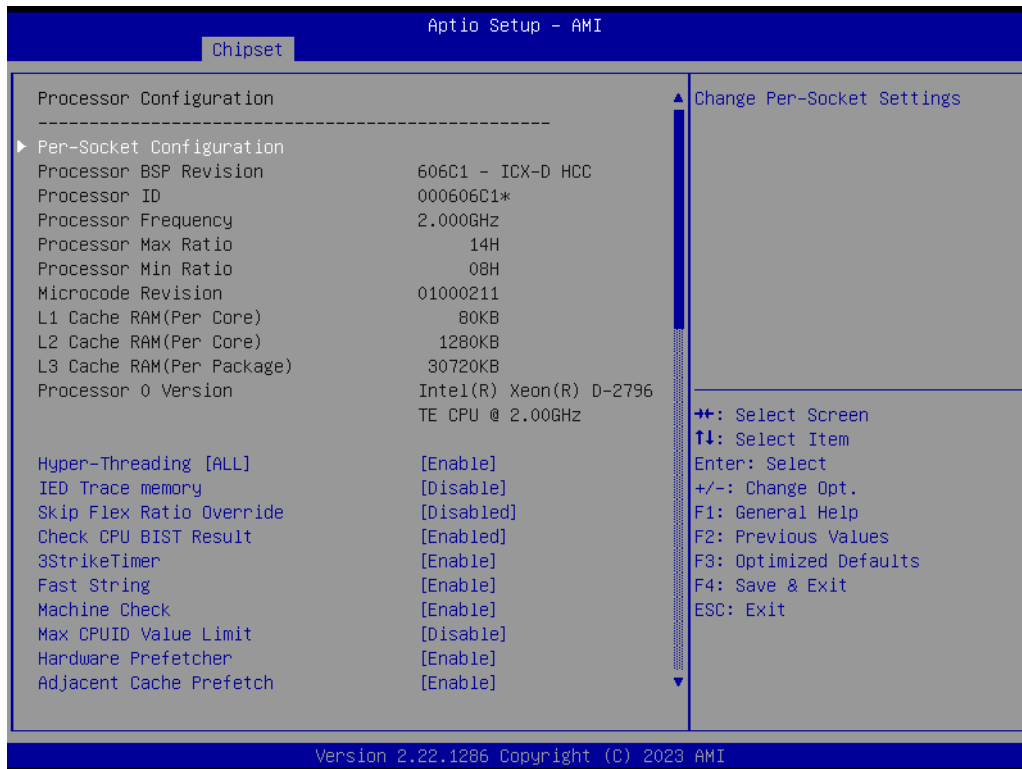 Aptio Setup - AMI
Chipset
Processor Configuration
--------------------------------------------------
Per-Socket Configuration
Processor BSP Revision 606C1 - ICX-D HCC
Processor ID 000606C1*
Processor Frequency 2.000GHz
Processor Max Ratio 14H
Processor Min Ratio 08H
Microcode Revision 01000211
L1 Cache RAM(Per Core) 80KB
L2 Cache RAM(Per Core) 1280KB
L3 Cache RAM(Per Package) 30720KB
Processor 0 Version Intel(R) Xeon(R) D-2796
TE CPU @ 2.00GHz
Hyper-Threading [ALL] [Enable]
IED Trace memory [Disable]
Skip Flex Ratio Override [Disabled]
Check CPU BIST Result [Enabled]
3StrikeTimer [Enable]
Fast String [Enable]
Machine Check [Enable]
Max CPUID Value Limit [Disable]
Hardware Prefetcher [Enable]
Adjacent Cache Prefetch [Enable]
Change Per-Socket Settings
→←: Select Screen
↑↓: Select Item
Enter: Select
+/-: Change Opt.
F1: General Help
F2: Previous Values
F3: Optimized Defaults
F4: Save & Exit
ESC: Exit
Version 2.22.1286 Copyright (C) 2023 AMI